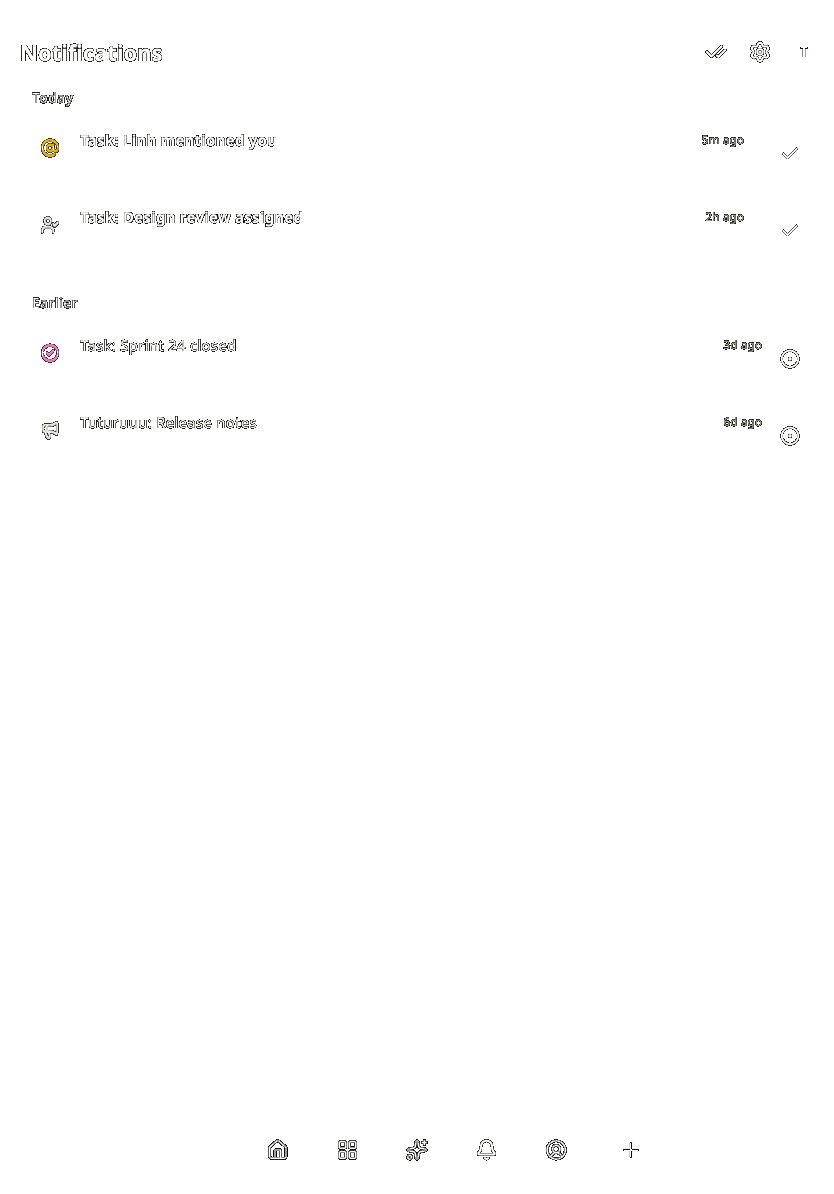 Notifications
T
Today
Task: Linh mentioned you
5m ago
Task: Design review assigned
2h ago
Earlier
Task: Sprint 24 closed
3d ago
Tuturuuu: Release notes
6d ago